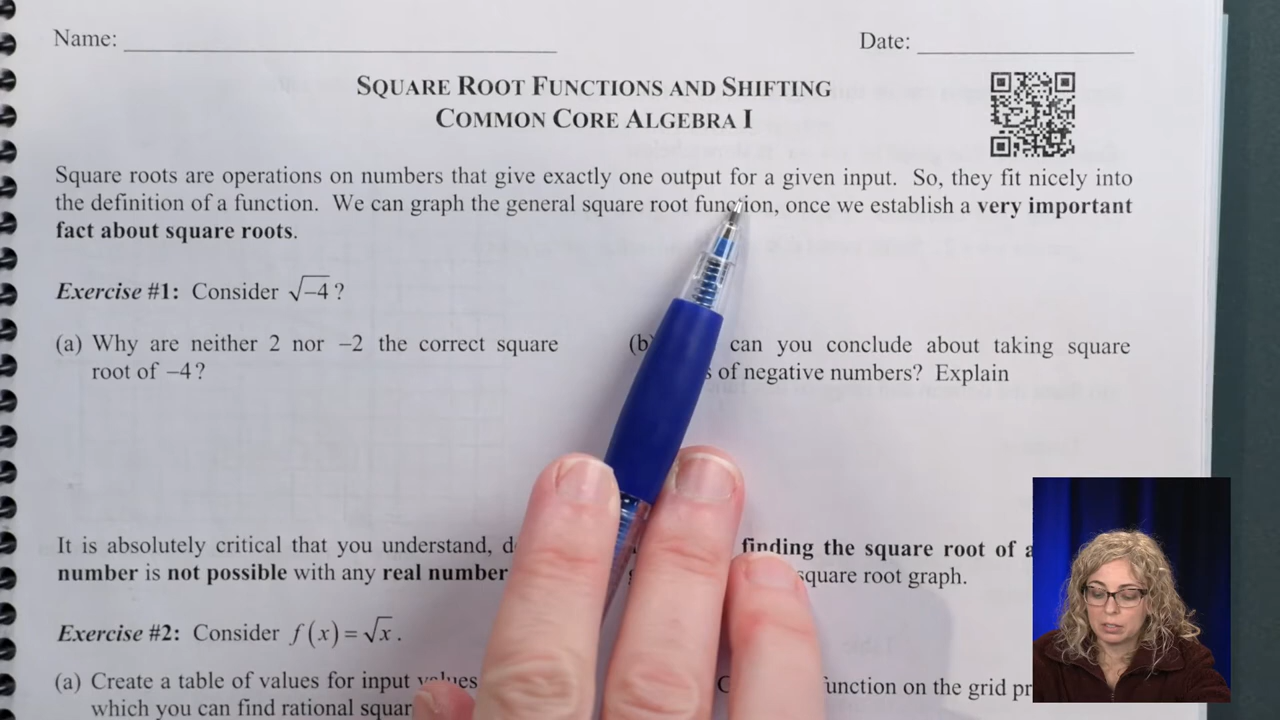 Name:
Date:
SQUARE ROOT FUNCTIONS AND SHIFTING
COMMON CORE ALGEBRA I
Square roots are operations on numbers that give exactly one output for a given input. So, they fit nicely into
the definition of a function. We can graph the general square root function, once we establish a very important
fact about square roots.
Exercise #1: Consider √−4 ?
(a) Why are neither 2 nor −2 the correct square
root of −4?
(b) can you conclude about taking square
of negative numbers? Explain
It is absolutely critical that you understand, finding the square root of a
number is not possible with any real number square root graph.
Exercise #2: Consider f(x)=√x.
(a) Create a table of values for input values
which you can find rational
function on the grid